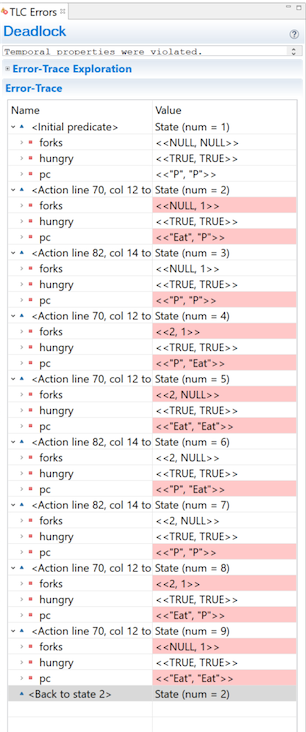 TLC Errors
Deadlock
Temporal properties were violated.
Error-Trace Exploration
Error-Trace
Name Value
<Initial predicate> State (num = 1)
forks <<NULL, NULL>>
hungry <<TRUE, TRUE>>
pc <<"P", "P">>
<Action line 70, col 12 to State (num = 2)
forks <<NULL, 1>>
hungry <<TRUE, TRUE>>
pc <<"Eat", "P">>
<Action line 82, col 14 to State (num = 3)
forks <<NULL, 1>>
hungry <<TRUE, TRUE>>
pc <<"P", "P">>
<Action line 70, col 12 to State (num = 4)
forks <<2, 1>>
hungry <<TRUE, TRUE>>
pc <<"P", "Eat">>
<Action line 70, col 12 to State (num = 5)
forks <<2, NULL>>
hungry <<TRUE, TRUE>>
pc <<"Eat", "Eat">>
<Action line 82, col 14 to State (num = 6)
forks <<2, NULL>>
hungry <<TRUE, TRUE>>
pc <<"P", "Eat">>
<Action line 82, col 14 to State (num = 7)
forks <<2, NULL>>
hungry <<TRUE, TRUE>>
pc <<"P", "P">>
<Action line 70, col 12 to State (num = 8)
forks <<2, 1>>
hungry <<TRUE, TRUE>>
pc <<"Eat", "P">>
<Action line 70, col 12 to State (num = 9)
forks <<NULL, 1>>
hungry <<TRUE, TRUE>>
pc <<"Eat", "Eat">>
<Back to state 2> State (num = 2)